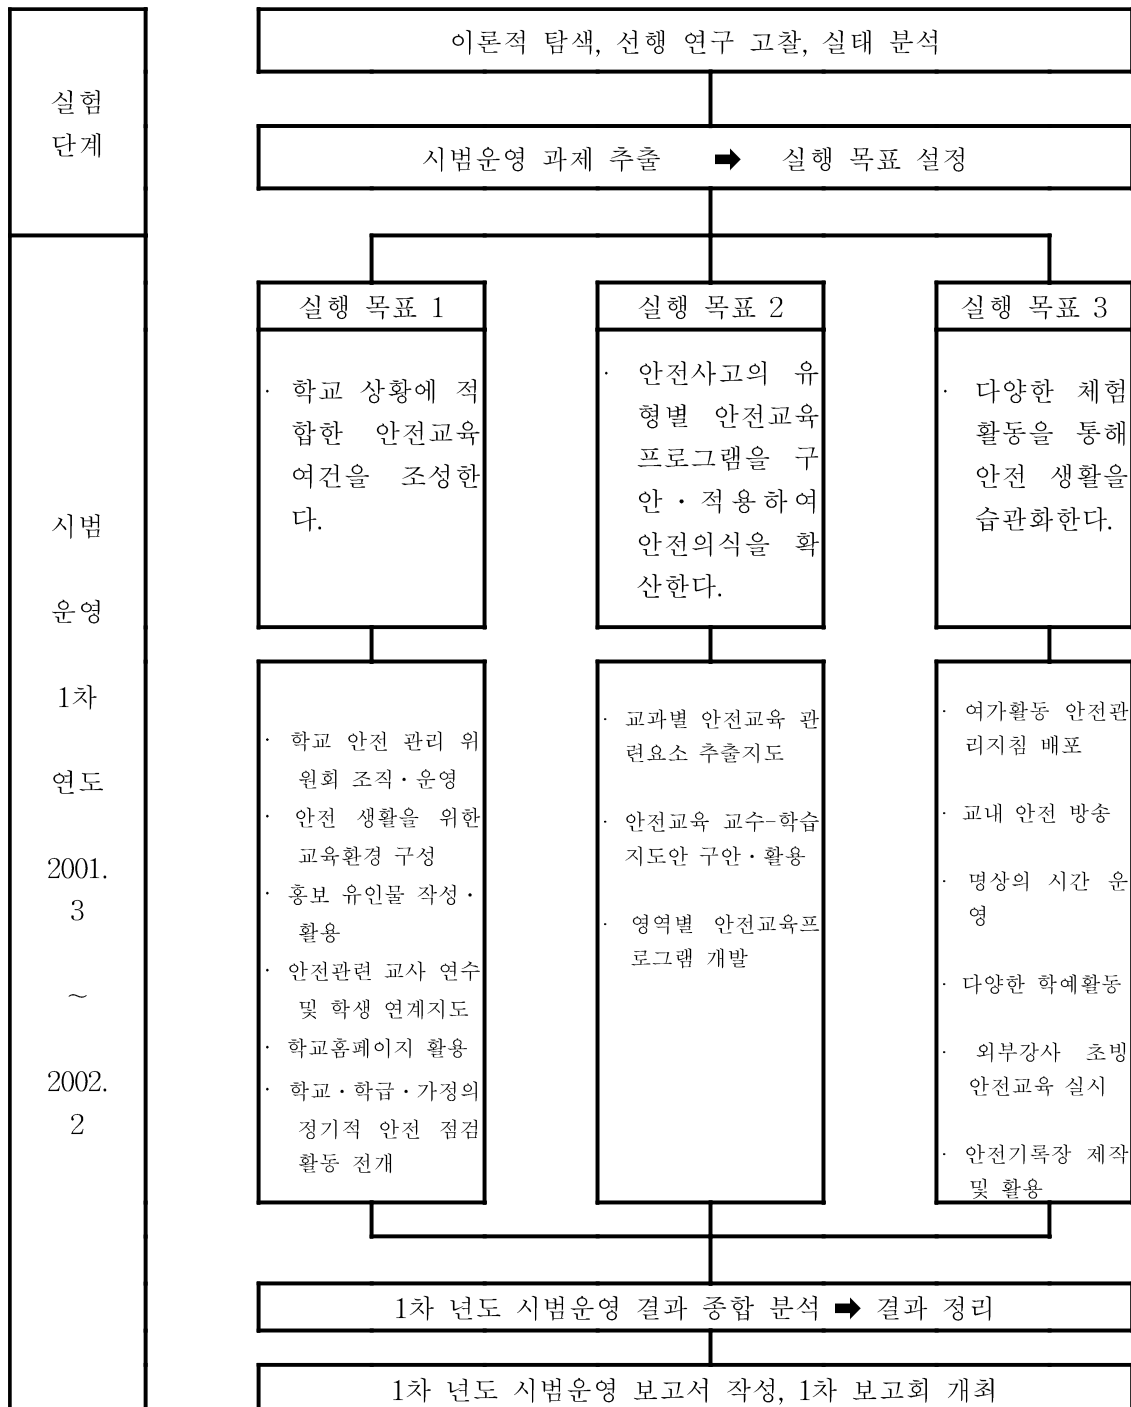 실험
단계
이론적 탐색, 선행 연구 고찰, 실태 분석
시범운영 과제 추출 ➡ 실행 목표 설정
시범
운영
1차
연도
2001.
3
～
2002.
2
실행 목표 1
· 학교 상황에 적
합한 안전교육
여건을 조성한
다.
실행 목표 2
· 안전사고의 유
형별 안전교육
프로그램을 구
안·적용하여
안전의식을 확
산한다.
실행 목표 3
· 다양한 체험
활동을 통해
안전 생활을
습관화한다.
· 학교 안전 관리 위
원회 조직·운영
· 안전 생활을 위한
교육환경 구성
· 홍보 유인물 작성·
활용
· 안전관련 교사 연수
및 학생 연계지도
· 학교홈페이지 활용
· 학교·학급·가정의
정기적 안전 점검
활동 전개
· 교과별 안전교육 관
련요소 추출지도
· 안전교육 교수-학습
지도안 구안·활용
· 영역별 안전교육프
로그램 개발
· 여가활동 안전관
리지침 배포
· 교내 안전 방송
· 명상의 시간 운
영
· 다양한 학예활동
· 외부강사 초빙
안전교육 실시
· 안전기록장 제작
및 활용
1차 년도 시범운영 결과 종합 분석 ➡ 결과 정리
1차 년도 시범운영 보고서 작성, 1차 보고회 개최